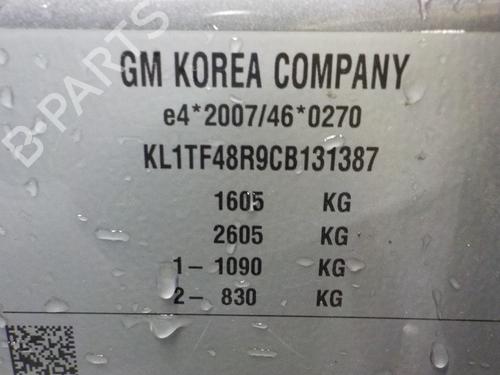 B-PARTS
GM KOREA COMPANY
e4*2007/46*0270
KL1TF48R9CB131387
1605 KG
2605 KG
1- 1090 KG
2- 830 KG